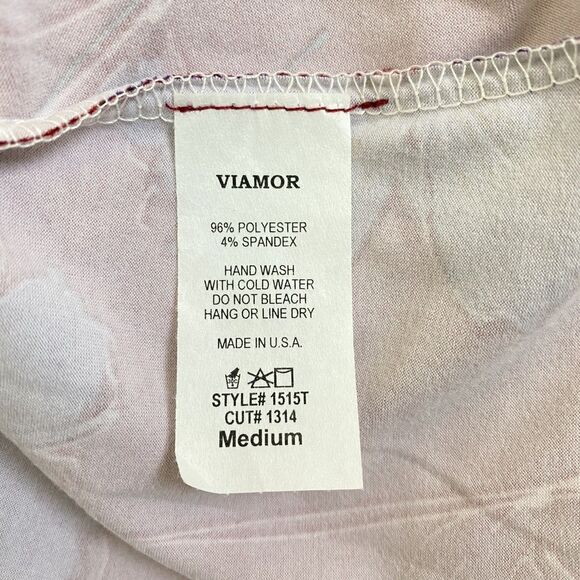 VIAMOR
96% POLYESTER
4% SPANDEX
HAND WASH
WITH COLD WATER
DO NOT BLEACH
HANG OR LINE DRY
MADE IN U.S.A.
STYLE# 1515T
CUT# 1314
Medium